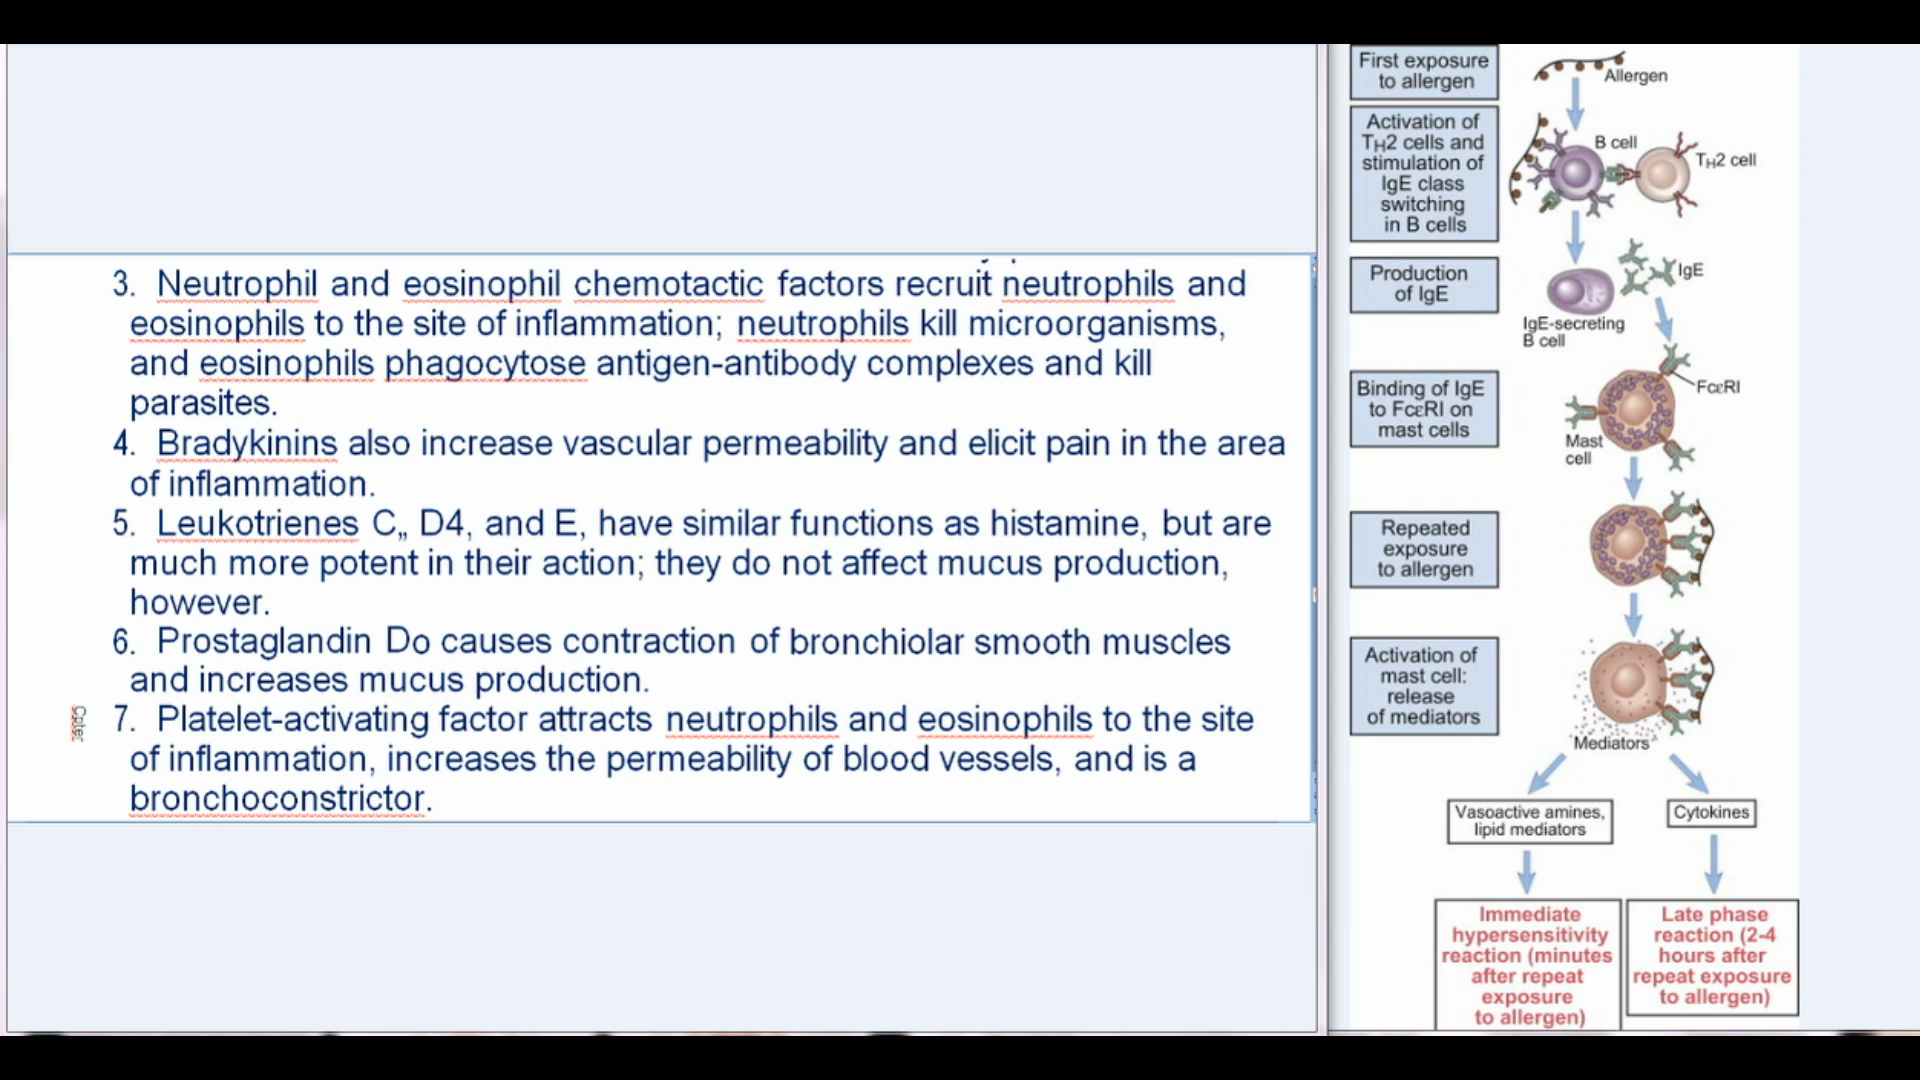 3. Neutrophil and eosinophil chemotactic factors recruit neutrophils and
eosinophils to the site of inflammation; neutrophils kill microorganisms,
and eosinophils phagocytose antigen-antibody complexes and kill
parasites.
4. Bradykinins also increase vascular permeability and elicit pain in the area
of inflammation.
5. Leukotrienes C,, D4, and E, have similar functions as histamine, but are
much more potent in their action; they do not affect mucus production,
however.
6. Prostaglandin Do causes contraction of bronchiolar smooth muscles
and increases mucus production.
7. Platelet-activating factor attracts neutrophils and eosinophils to the site
of inflammation, increases the permeability of blood vessels, and is a
bronchoconstrictor.
First exposure
to allergen
Allergen
Activation of
TH2 cells and
stimulation of
IgE class
switching
in B cells
B cell
TH2 cell
Production
of IgE
IgE
IgE-secreting
B cell
Binding of IgE
to FcεRI on
mast cells
FcεRI
Mast
cell
Repeated
exposure
to allergen
Activation of
mast cell:
release
of mediators
Mediators
Vasoactive amines,
lipid mediators
Cytokines
Immediate
hypersensitivity
reaction (minutes
after repeat
exposure
to allergen)
Late phase
reaction (2-4
hours after
repeat exposure
to allergen)